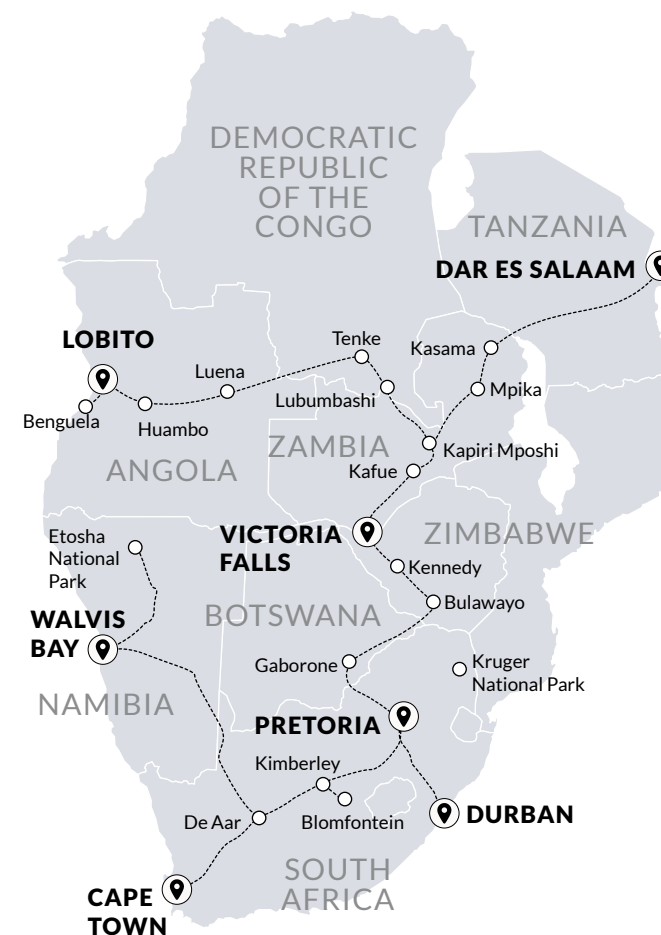 DEMOCRATIC
REPUBLIC
OF THE
CONGO
TANZANIA
DAR ES SALAAM
LOBITO
Tenke
Kasama
Luena
Lubumbashi
Mpika
Benguela
Huambo
ZAMBIA
Kapiri Mposhi
ANGOLA
Kafue
Etosha
National
Park
VICTORIA
FALLS
ZIMBABWE
Kennedy
Bulawayo
WALVIS
BAY
BOTSWANA
Gaborone
Kruger
National Park
NAMIBIA
PRETORIA
Kimberley
De Aar
Blomfontein
DURBAN
SOUTH
AFRICA
CAPE
TOWN